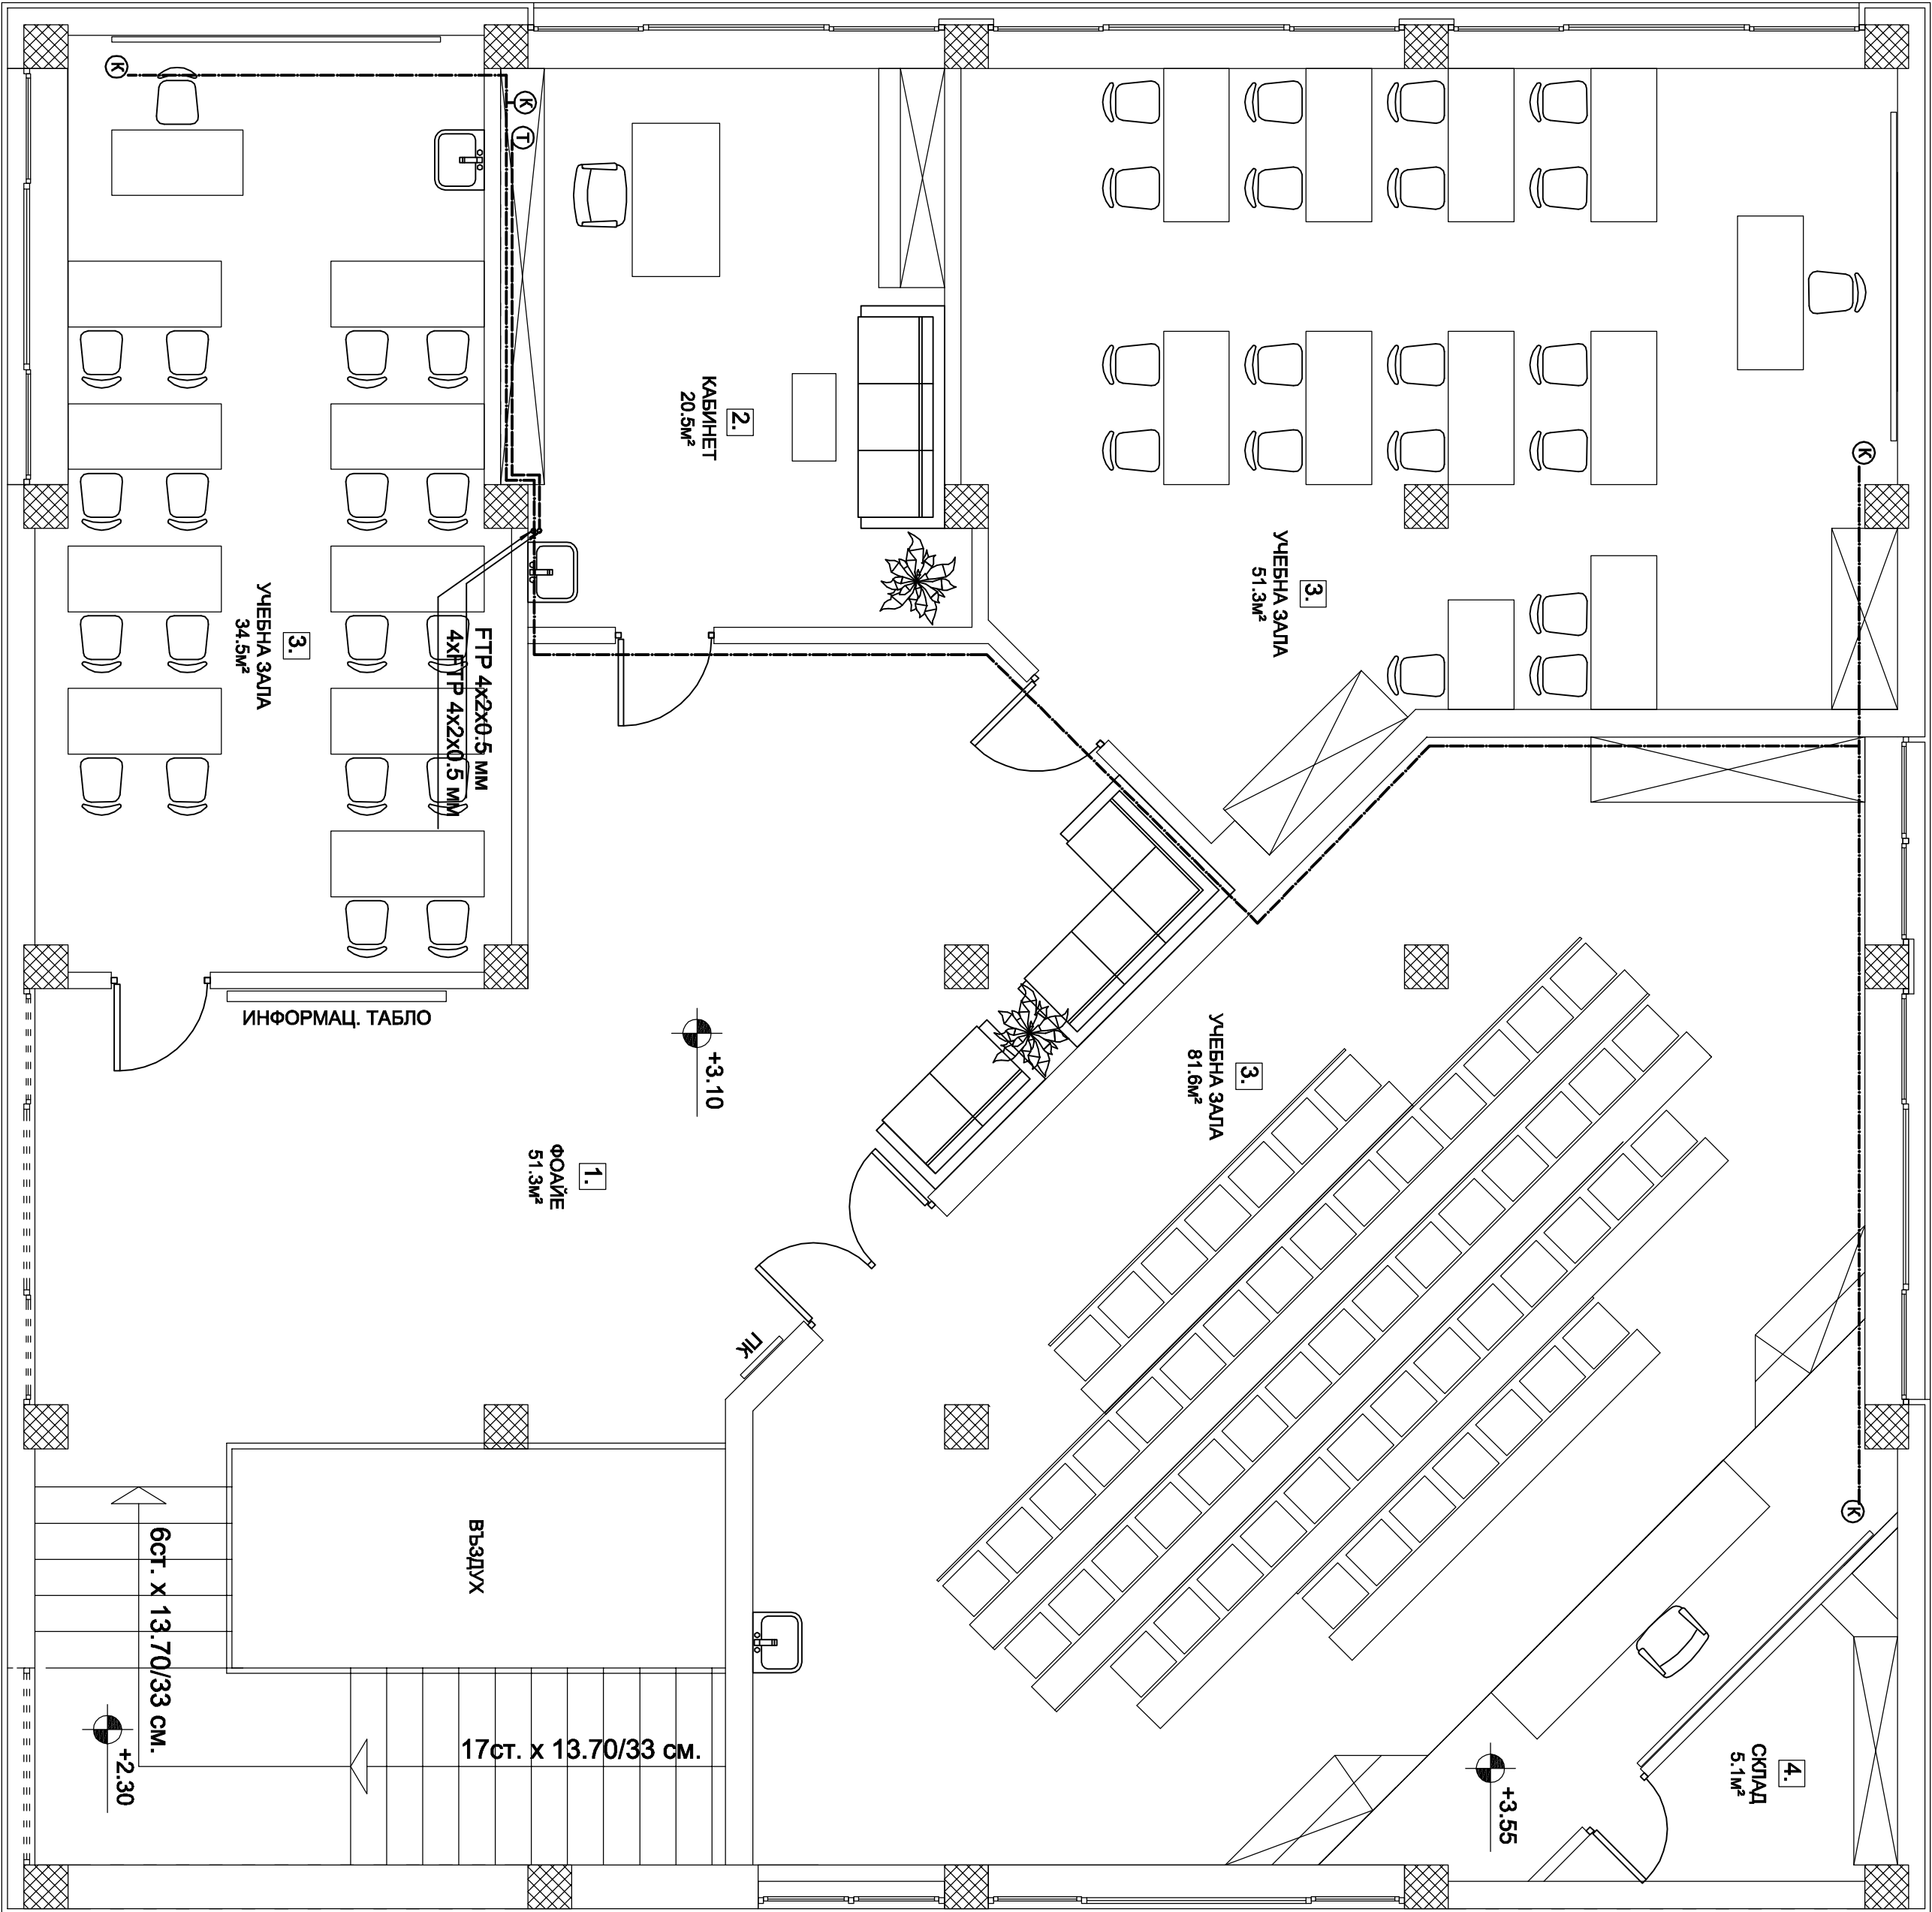 К
К
Т
К
2.
КАБИНЕТ
20.5м²
3.
УЧЕБНА ЗАЛА
51.3м²
3.
УЧЕБНА ЗАЛА
34.5м²
FTP 4x2x0.5 мм
4xFTP 4x2x0.5 мм
ИНФОРМАЦ. ТАБЛО
+3.10
3.
УЧЕБНА ЗАЛА
81.6м²
1.
ФОАЙЕ
51.3м²
ПК
К
ВЪЗДУХ
6ст. x 13.70/33 см.
17ст. x 13.70/33 см.
+2.30
+3.55
4.
СКЛАД
5.1м²